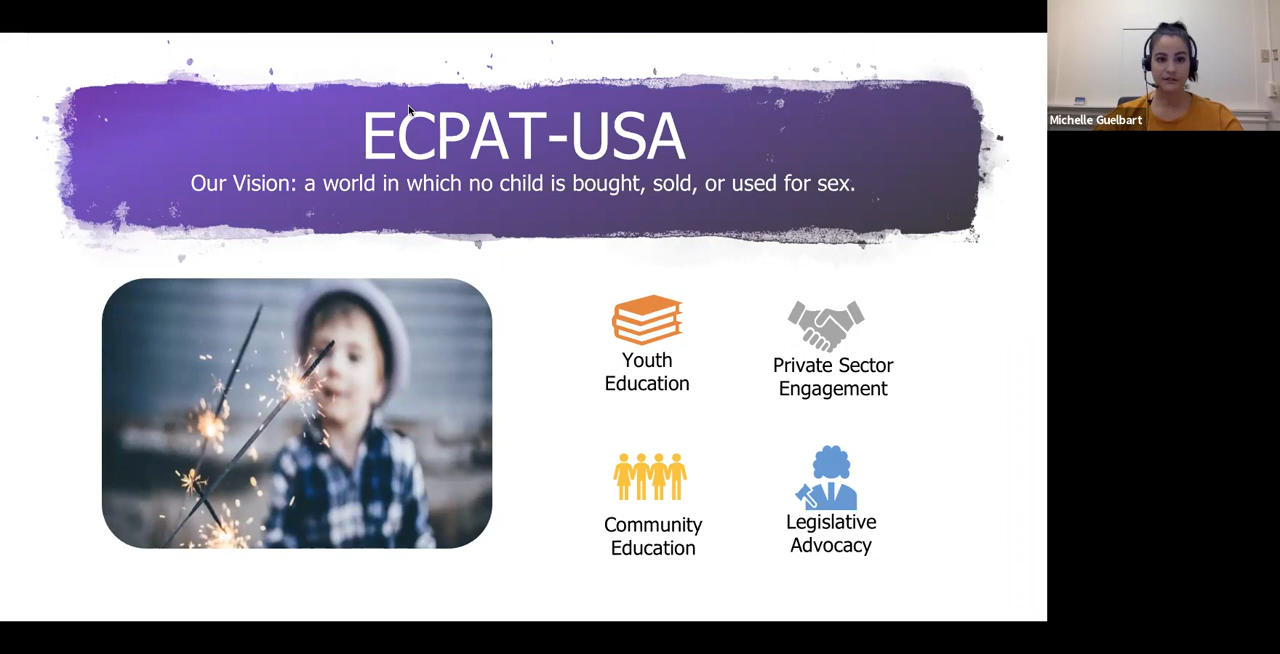 ECPAT-USA
Our Vision: a world in which no child is bought, sold, or used for sex.
Youth
Education
Private Sector
Engagement
Community
Education
Legislative
Advocacy
Michelle Guelbart